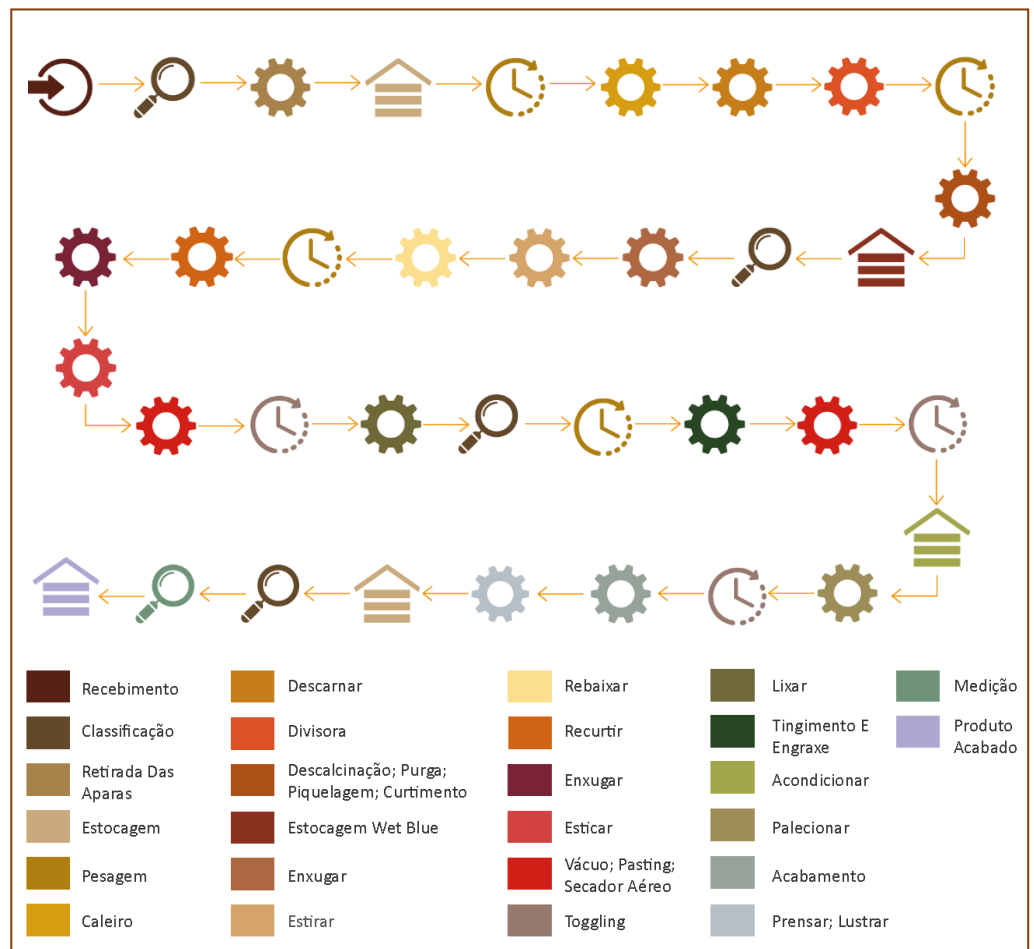 Recebimento
Classificação
Retirada Das
Aparas
Estocagem
Pesagem
Caleiro
Descarnar
Divisora
Descalcinação; Purga;
Piquelagem; Curtimento
Estocagem Wet Blue
Enxugar
Estirar
Rebaixar
Recurtir
Enxugar
Esticar
Vácuo; Pasting;
Secador Aéreo
Toggling
Lixar
Tingimento E
Engraxe
Acondicionar
Palecionar
Acabamento
Prensar; Lustrar
Medição
Produto
Acabado